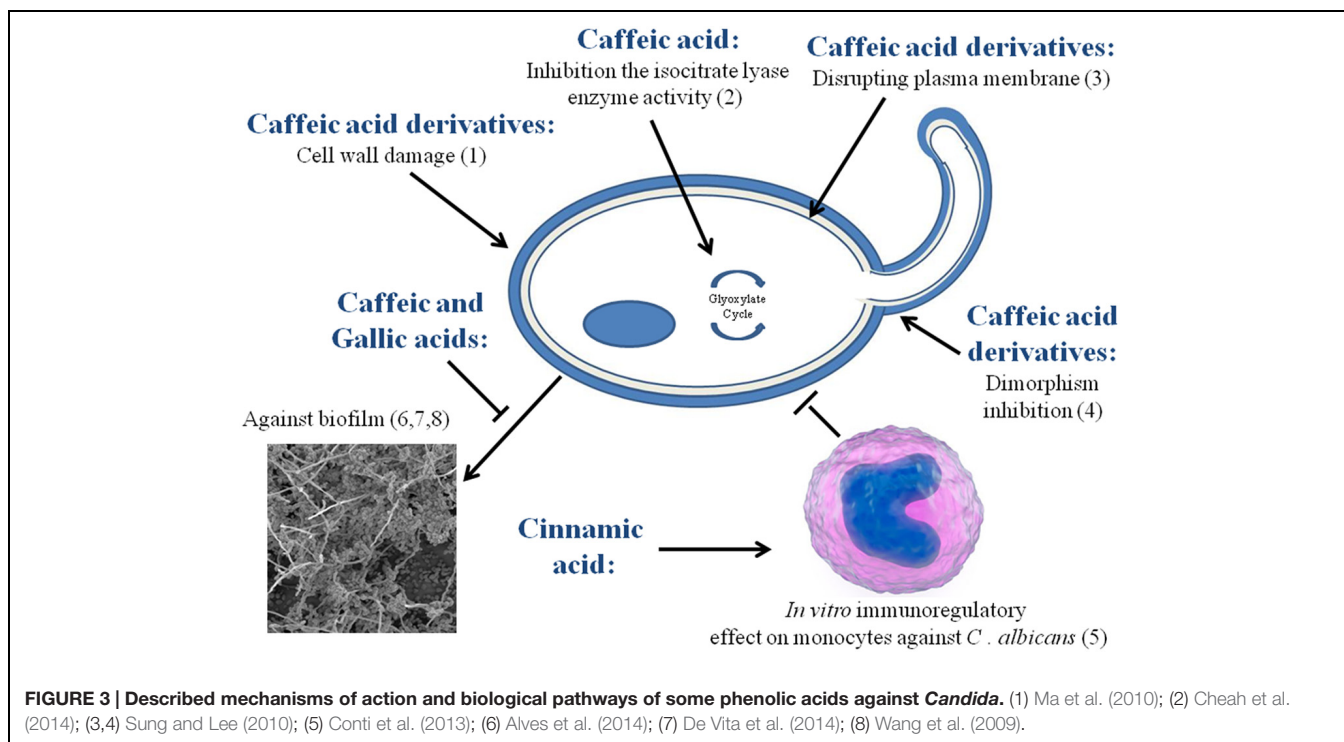 Caffeic acid:
Inhibition the isocitrate lyase
enzyme activity (2)
Caffeic acid derivatives:
Disrupting plasma membrane (3)
Caffeic acid derivatives:
Cell wall damage (1)
Glyoxylate
Cycle
Caffeic and
Gallic acids:
Against biofilm (6,7,8)
Caffeic acid
derivatives:
Dimorphism
inhibition (4)
Cinnamic
acid:
In vitro immunoregulatory
effect on monocytes against C . albicans (5)
FIGURE 3 | Described mechanisms of action and biological pathways of some phenolic acids against Candida. (1) Ma et al. (2010); (2) Cheah et al.
(2014); (3,4) Sung and Lee (2010); (5) Conti et al. (2013); (6) Alves et al. (2014); (7) De Vita et al. (2014); (8) Wang et al. (2009).